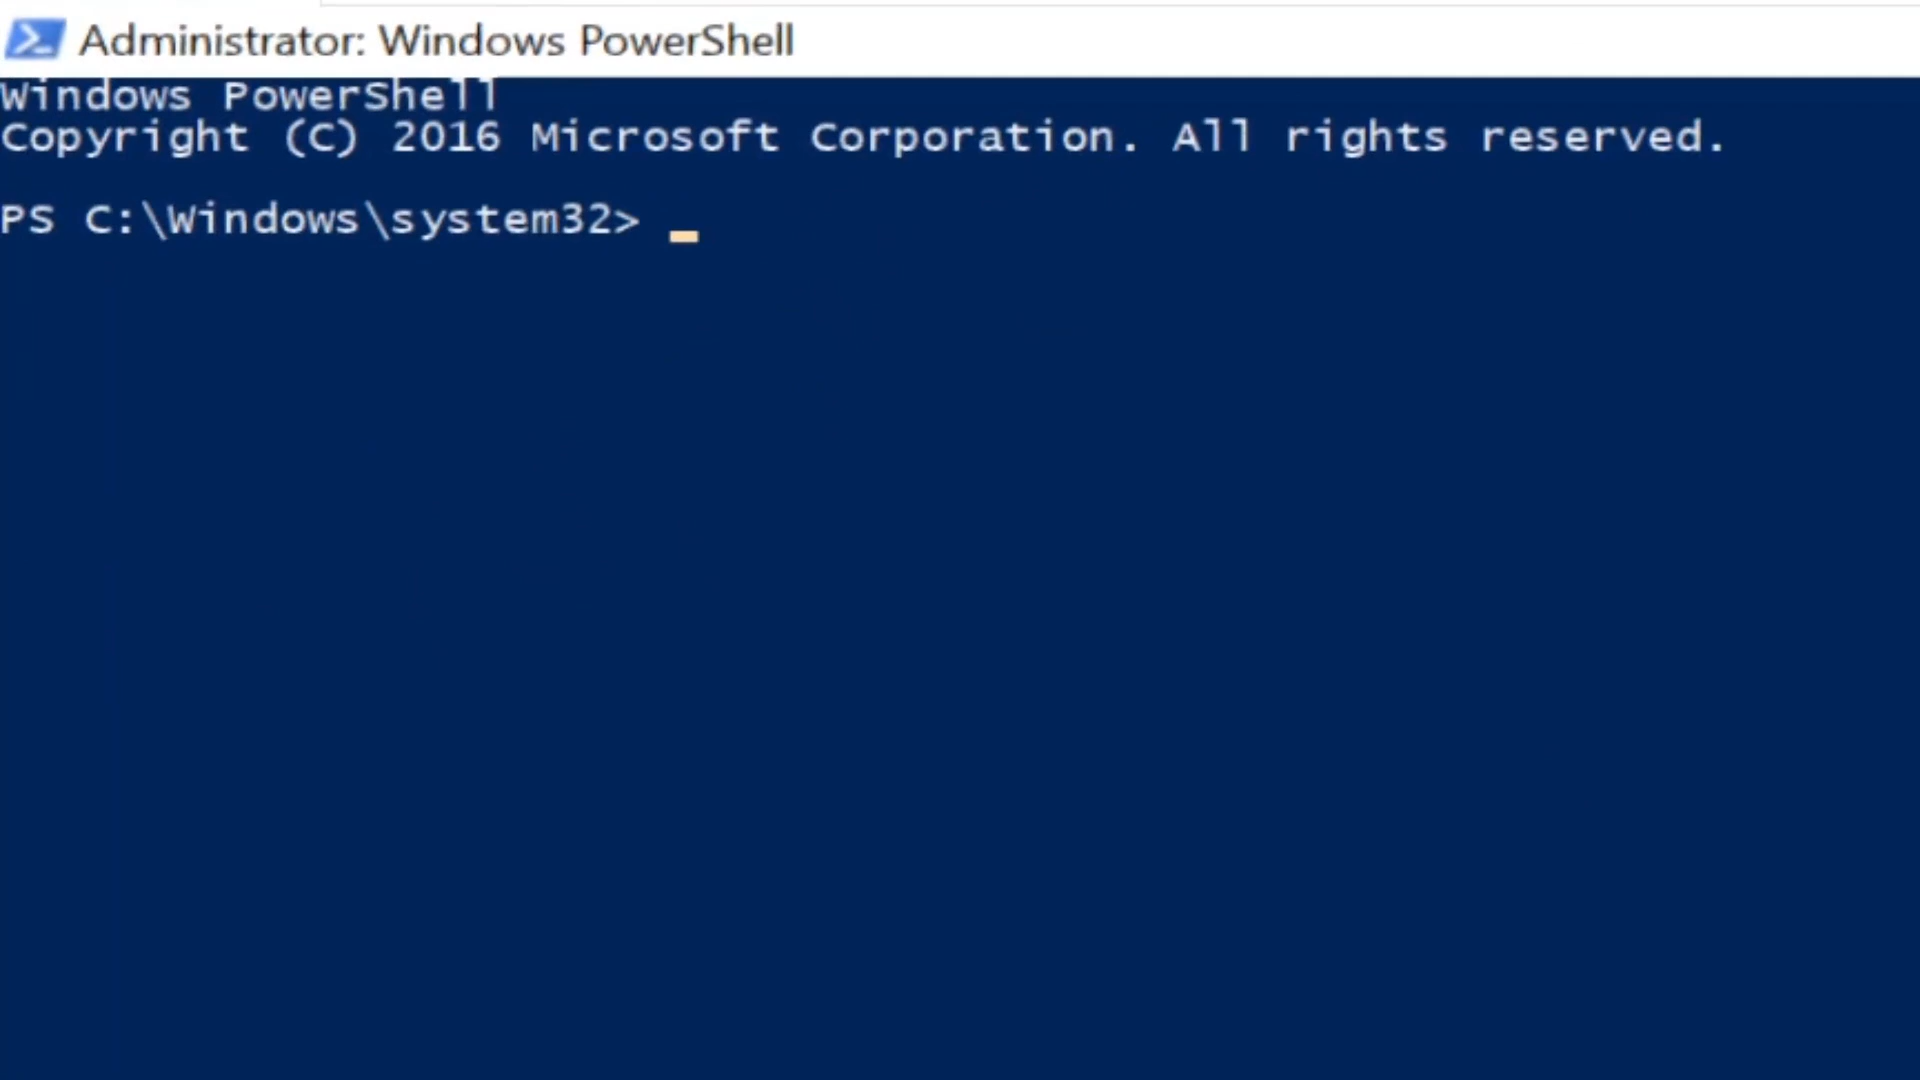 Administrator: Windows PowerShell
Windows PowerShell
Copyright (C) 2016 Microsoft Corporation. All rights reserved.
PS C:\Windows\system32>